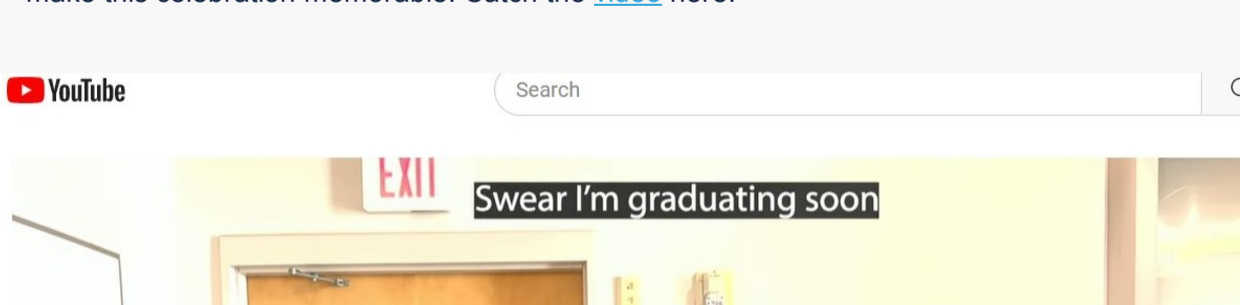 make this celebration memorable. Catch the video here.
YouTube
Search
EXIT
Swear I'm graduating soon